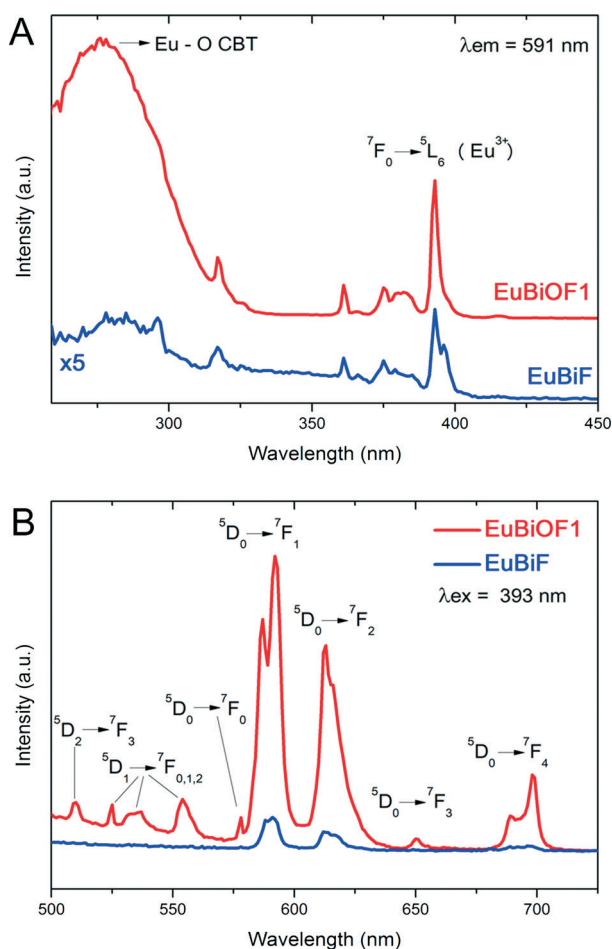 A
Eu - O CBT
λem = 591 nm
⁷F₀→⁵L₆ ( Eu³⁺)
EuBiOF1
x5
EuBiF
Intensity (a.u.)
300 350 400 450
Wavelength (nm)
B
⁵D₀→⁷F₁
EuBiOF1
EuBiF
λex = 393 nm
⁵D₀→⁷F₂
⁵D₀→⁷F₀
⁵D₂→⁷F₃
⁵D₁→⁷F₀,₁,₂
⁵D₀→⁷F₄
⁵D₀→⁷F₃
Intensity (a.u.)
500 550 600 650 700
Wavelength (nm)